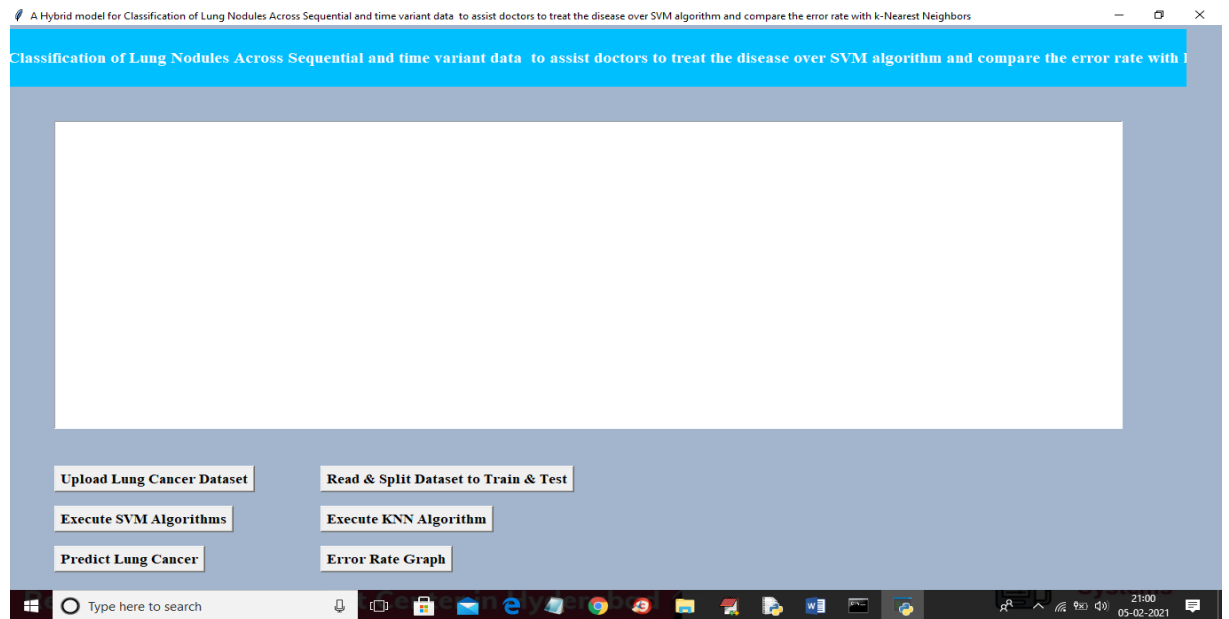 A Hybrid model for Classification of Lung Nodules Across Sequential and time variant data  to assist doctors to treat the disease over SVM algorithm and compare the error rate with k-Nearest Neighbors
Classification of Lung Nodules Across Sequential and time variant data  to assist doctors to treat the disease over SVM algorithm and compare the error rate with
Upload Lung Cancer Dataset
Read & Split Dataset to Train & Test
Execute SVM Algorithms
Execute KNN Algorithm
Predict Lung Cancer
Error Rate Graph
Type here to search
21:00
05-02-2021